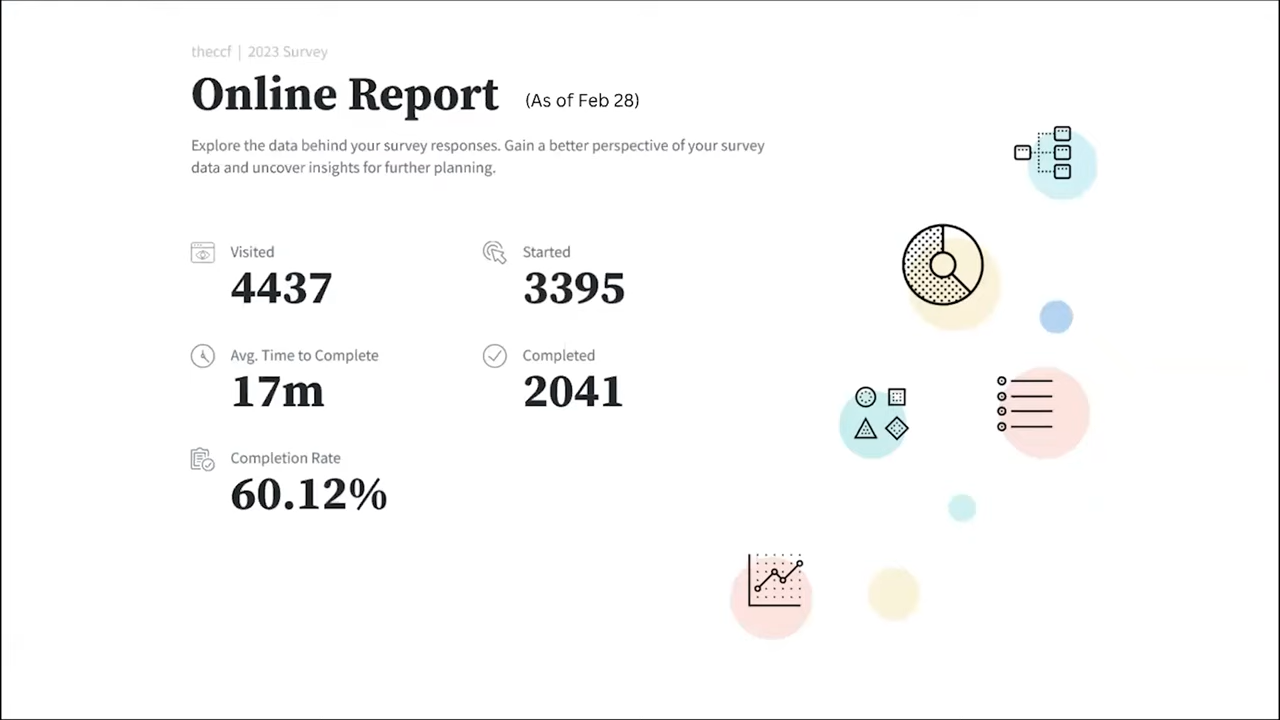 theccf | 2023 Survey
Online Report (As of Feb 28)
Explore the data behind your survey responses. Gain a better perspective of your survey
data and uncover insights for further planning.
Visited
4437
Started
3395
Avg. Time to Complete
17m
Completed
2041
Completion Rate
60.12%